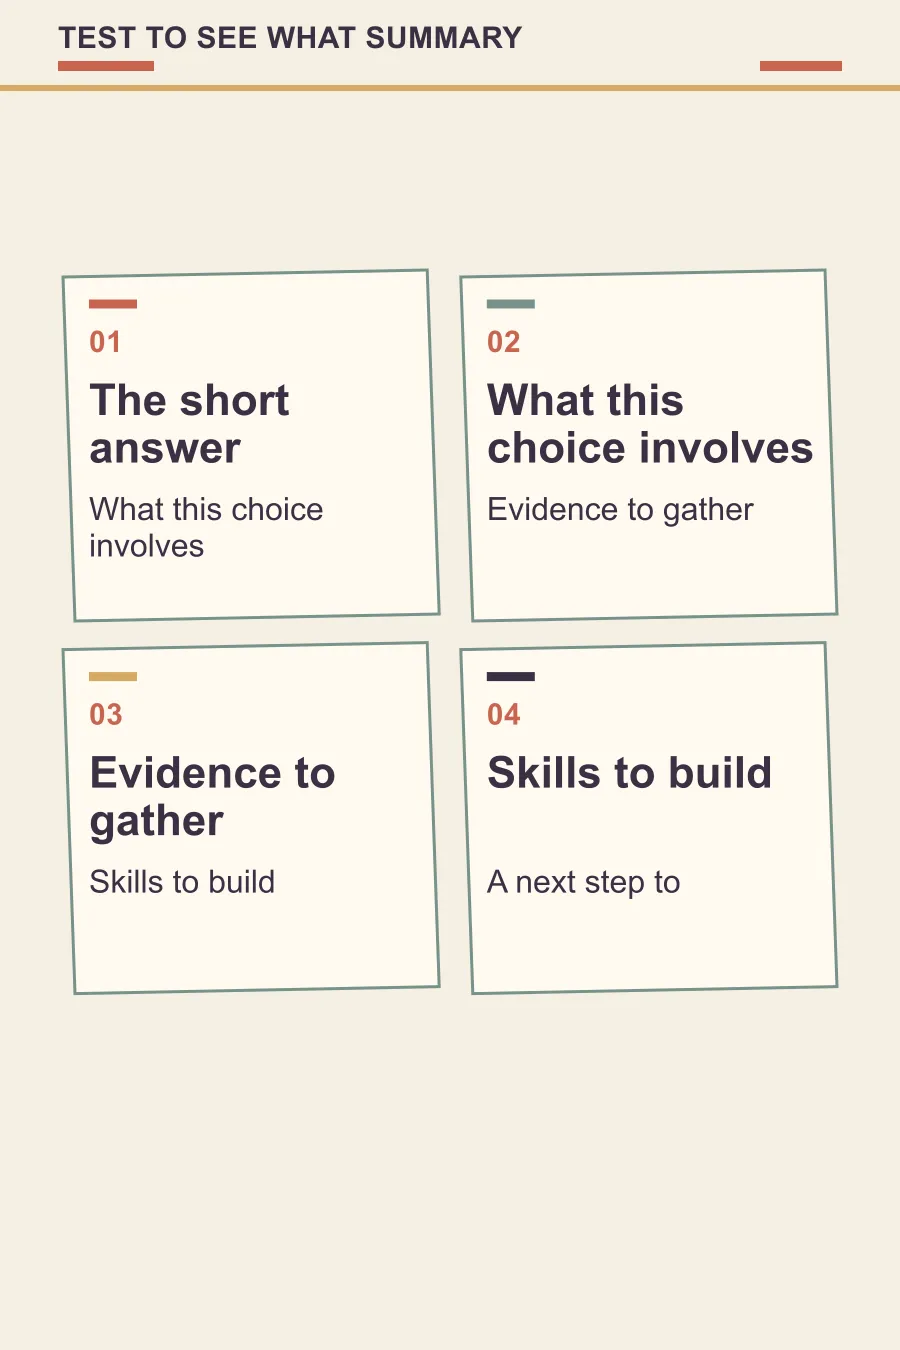 TEST TO SEE WHAT SUMMARY
01
The short
answer
What this choice
involves
02
What this
choice involves
Evidence to gather
03
Evidence to
gather
Skills to build
04
Skills to build
A next step to